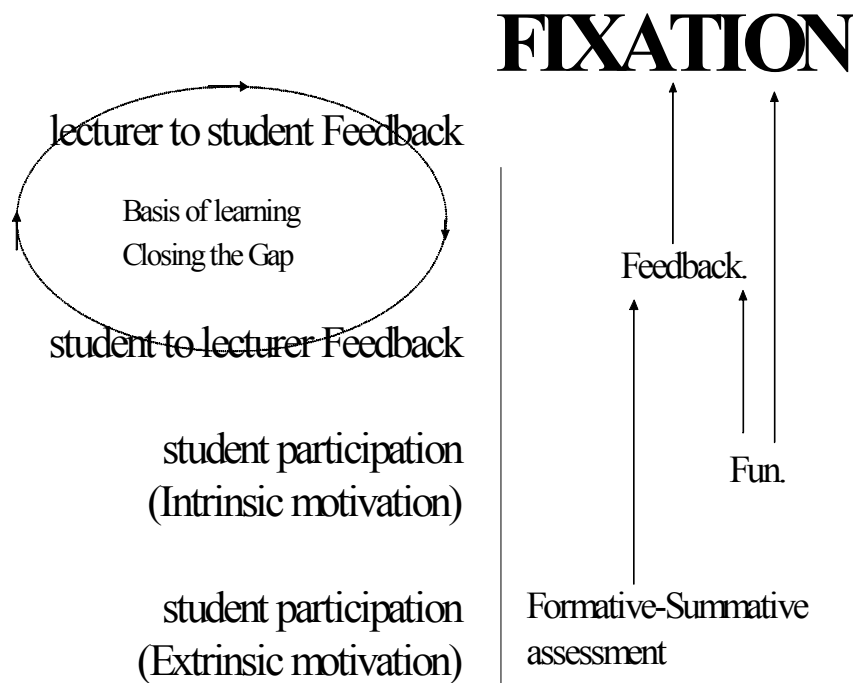 FIXATION
lecturer to student Feedback
Basis of learning
Closing the Gap
student to lecturer Feedback
Feedback.
student participation
(Intrinsic motivation)
Fun.
student participation
(Extrinsic motivation)
Formative-Summative
assessment